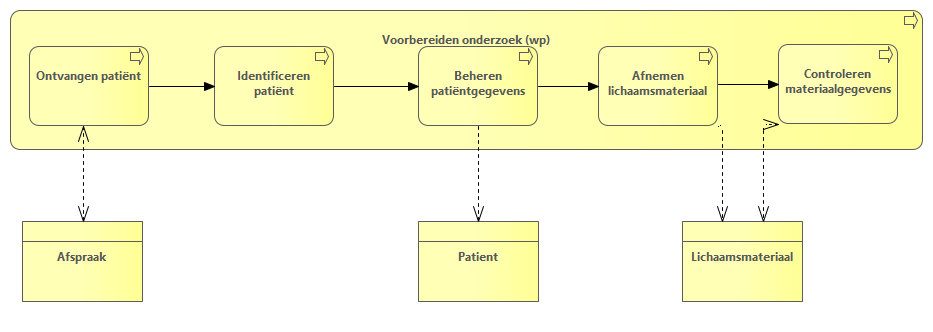 Voorbereiden onderzoek (wp)
Ontvangen patiënt
Identificeren
patiënt
Beheren
patiëntgegevens
Afnemen
lichaamsmateriaal
Controleren
materiaalgegevens
Afspraak
Patient
Lichaamsmateriaal